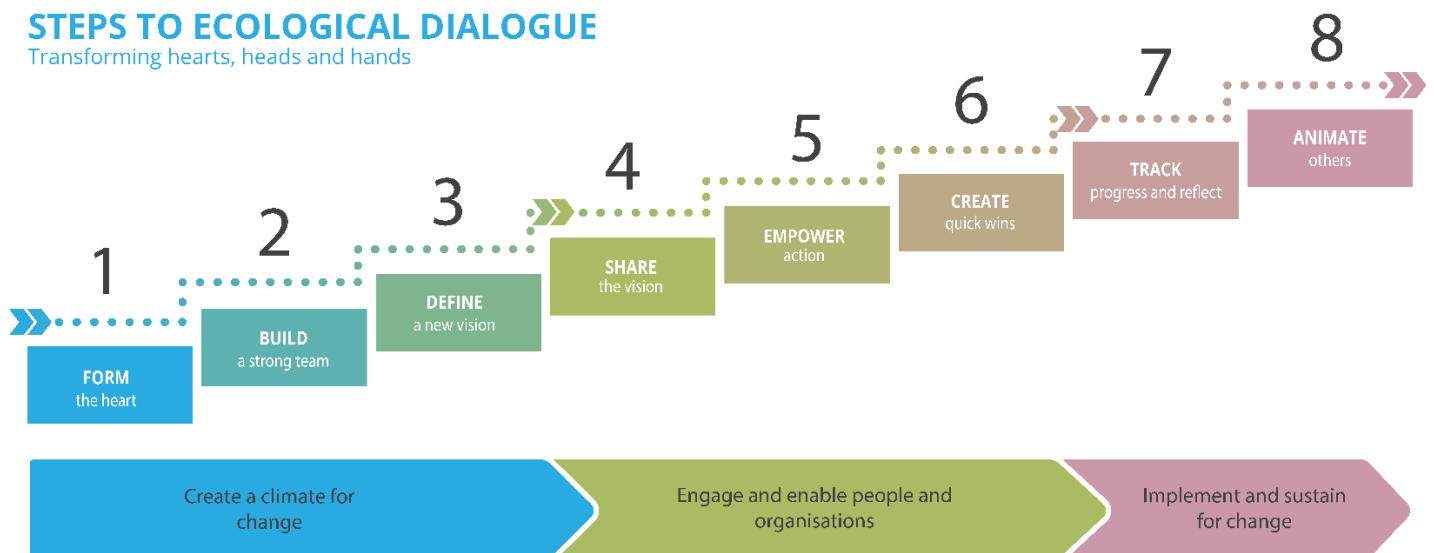 STEPS TO ECOLOGICAL DIALOGUE
Transforming hearts, heads and hands
1
FORM
the heart
2
BUILD
a strong team
3
DEFINE
a new vision
4
SHARE
the vision
5
EMPOWER
action
6
CREATE
quick wins
7
TRACK
progress and reflect
8
ANIMATE
others
Create a climate for
change
Engage and enable people and
organisations
Implement and sustain
for change